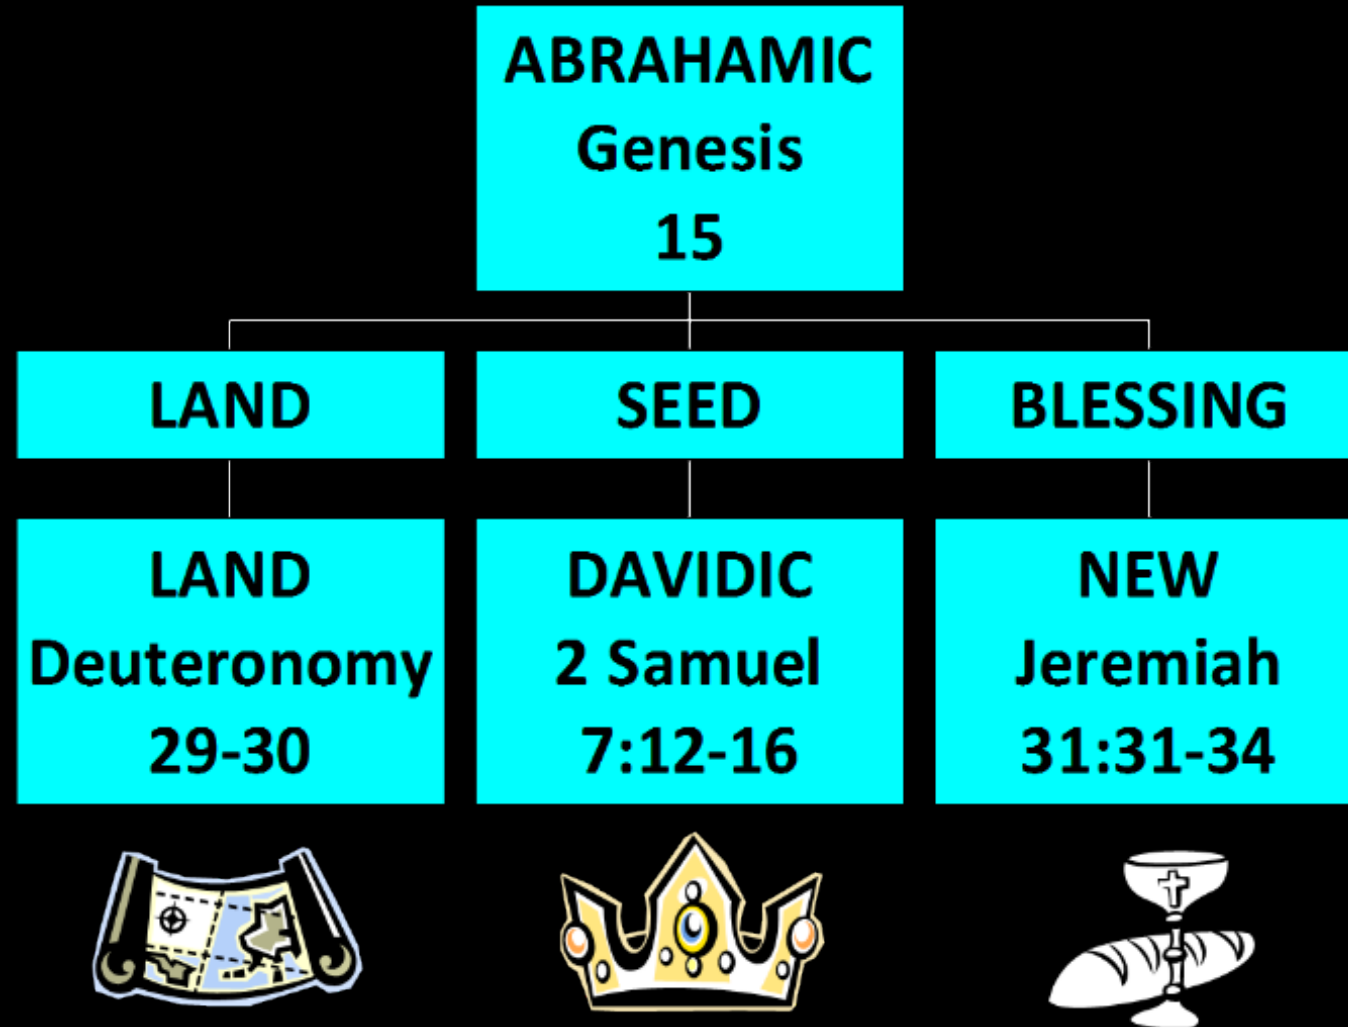 ABRAHAMIC
Genesis
15
LAND
SEED
BLESSING
LAND
Deuteronomy
29-30
DAVIDIC
2 Samuel
7:12-16
NEW
Jeremiah
31:31-34